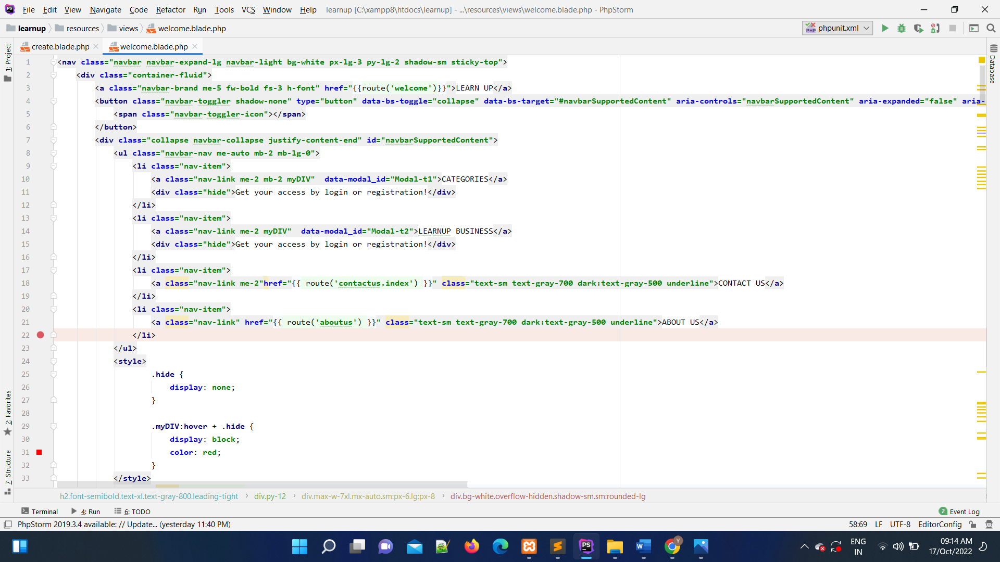 File Edit View Navigate Code Refactor Run Tools VCS Window Help learnup [C:\xampp8\htdocs\learnup] - ...\resources\views\welcome.blade.php - PhpStorm
learnup resources views welcome.blade.php phpunit.xml
create.blade.php welcome.blade.php
1: Project
Database
1 <nav class="navbar navbar-expand-lg navbar-light bg-white px-lg-3 py-lg-2 shadow-sm sticky-top">
2 <div class="container-fluid">
3 <a class="navbar-brand me-5 fw-bold fs-3 h-font" href="{{route('welcome')}}">LEARN UP</a>
4 <button class="navbar-toggler shadow-none" type="button" data-bs-toggle="collapse" data-bs-target="#navbarSupportedContent" aria-controls="navbarSupportedContent" aria-expanded="false" aria-
5 <span class="navbar-toggler-icon"></span>
6 </button>
7 <div class="collapse navbar-collapse justify-content-end" id="navbarSupportedContent">
8 <ul class="navbar-nav me-auto mb-2 mb-lg-0">
9 <li class="nav-item">
10 <a class="nav-link me-2 mb-2 myDIV"  data-modal_id="Modal-t1">CATEGORIES</a>
11 <div class="hide">Get your access by login or registration!</div>
12 </li>
13 <li class="nav-item">
14 <a class="nav-link me-2 myDIV"  data-modal_id="Modal-t2">LEARNUP BUSINESS</a>
15 <div class="hide">Get your access by login or registration!</div>
16 </li>
17 <li class="nav-item">
18 <a class="nav-link me-2"href="{{ route('contactus.index') }}" class="text-sm text-gray-700 dark:text-gray-500 underline">CONTACT US</a>
19 </li>
20 <li class="nav-item">
21 <a class="nav-link" href="{{ route('aboutus') }}" class="text-sm text-gray-700 dark:text-gray-500 underline">ABOUT US</a>
22 </li>
23 </ul>
24 <style>
25 .hide {
26 display: none;
27 }
28
29 .myDIV:hover + .hide {
30 display: block;
31 color: red;
32 }
33 </style>
2: Favorites
7: Structure
h2.font-semibold.text-xl.text-gray-800.leading-tight div.py-12 div.max-w-7xl.mx-auto.sm:px-6.lg:px-8 div.bg-white.overflow-hidden.shadow-sm.sm:rounded-lg
Terminal 4: Run 6: TODO 2 Event Log
PhpStorm 2019.3.4 available: // Update... (yesterday 11:40 PM) 58:69 LF UTF-8 EditorConfig
ENG
IN
09:14 AM
17/Oct/2022